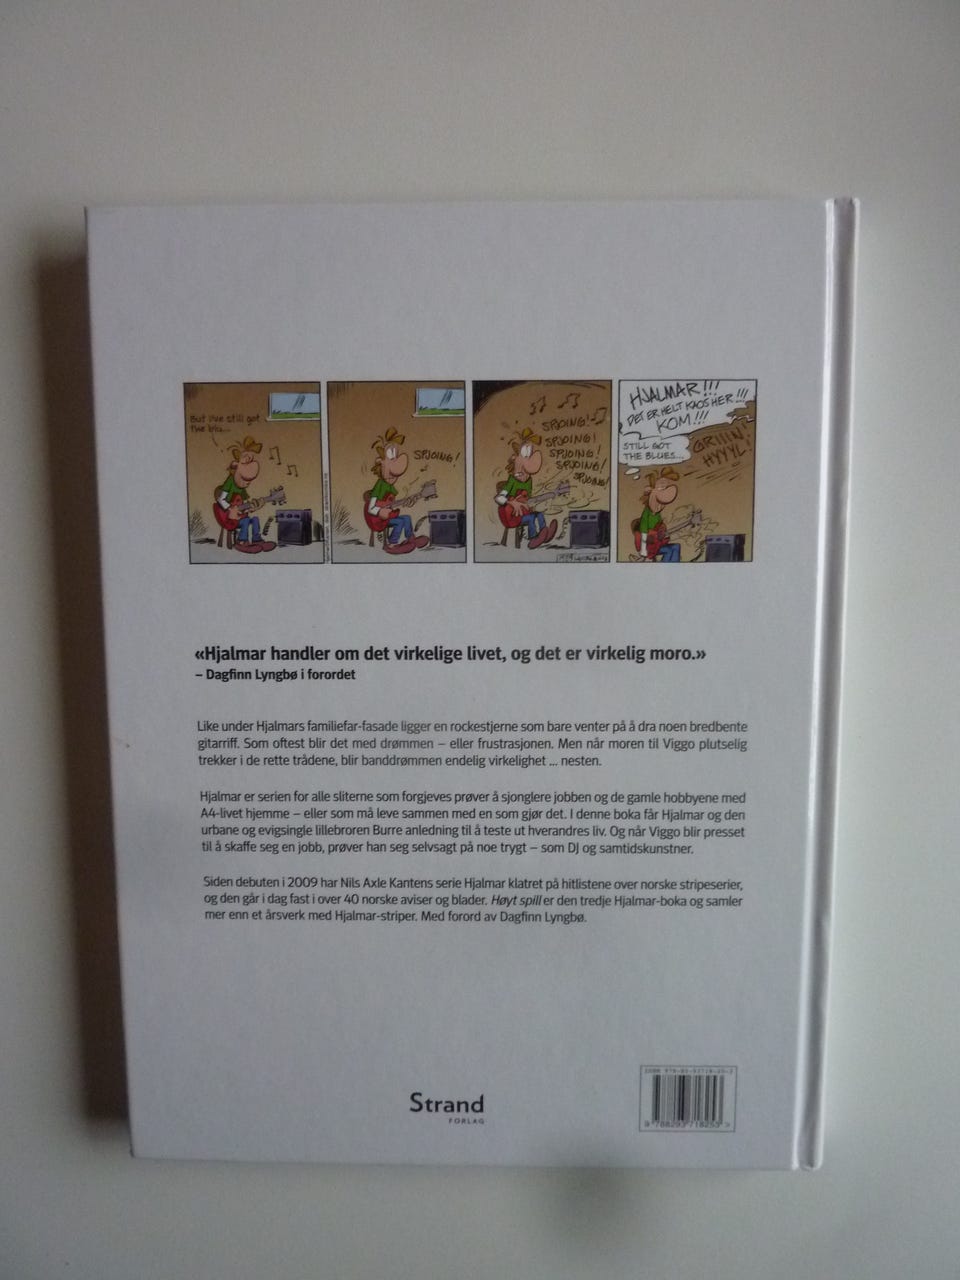 But I've still got
the blu...
SPJOING!
SPJOING!
SPJOING!
SPJOING!
SPJOING!
SPJOING!
HJALMAR!!!
DET ER HELT KAOS HER!!!
KOM!!!
STILL GOT
THE BLUES...
GRIIIN
HYYYL!
«Hjalmar handler om det virkelige livet, og det er virkelig moro.»
– Dagfinn Lyngbø i forordet
Like under Hjalmars familiefar-fasade ligger en rockestjerne som bare venter på å dra noen bredbente
gitarriff. Som oftest blir det med drømmen – eller frustrasjonen. Men når moren til Viggo plutselig
trekker i de rette trådene, blir banddrømmen endelig virkelighet ... nesten.
Hjalmar er serien for alle sliterne som forgjeves prøver å sjonglere jobben og de gamle hobbyene med
A4-livet hjemme – eller som må leve sammen med en som gjør det. I denne boka får Hjalmar og den
urbane og evigsingle lillebroren Burre anledning til å teste ut hverandres liv. Og når Viggo blir presset
til å skaffe seg en jobb, prøver han seg selvsagt på noe trygt – som DJ og samtidskunstner.
Siden debuten i 2009 har Nils Axle Kantens serie Hjalmar klatret på hitlistene over norske stripeserier,
og den går i dag fast i over 40 norske aviser og blader. Høyt spill er den tredje Hjalmar-boka og samler
mer enn et årsverk med Hjalmar-striper. Med forord av Dagfinn Lyngbø.
Strand
FORLAG
9 788293 718253 >